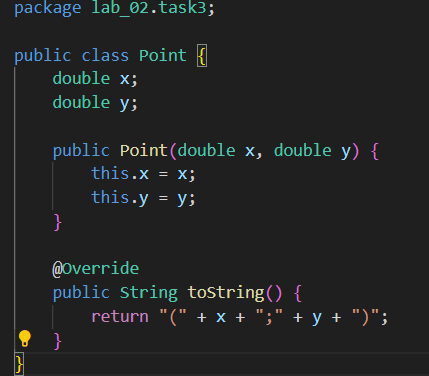 package lab_02.task3;
public class Point {
    double x;
    double y;
    public Point(double x, double y) {
        this.x = x;
        this.y = y;
    }
    @Override
    public String toString() {
        return "(" + x + ";" + y + ")";
    }
}